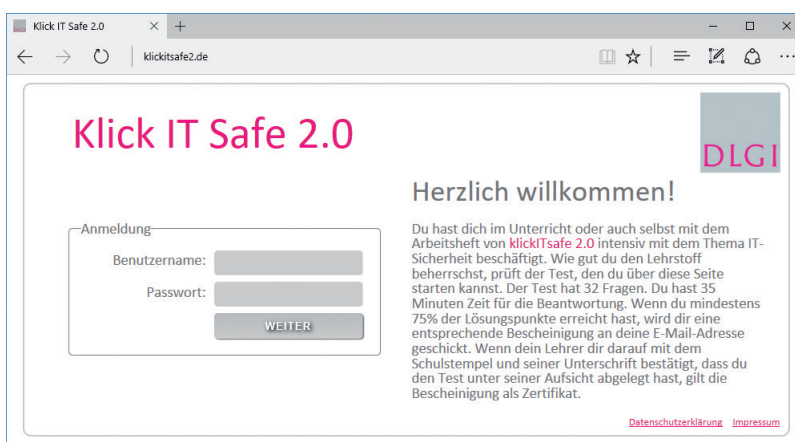 Klick IT Safe 2.0
klickitsafe2.de
Klick IT Safe 2.0
DLGI
Anmeldung
Benutzername:
Passwort:
WEITER
Herzlich willkommen!
Du hast dich im Unterricht oder auch selbst mit dem
Arbeitsheft von klickITsafe 2.0 intensiv mit dem Thema IT-
Sicherheit beschäftigt. Wie gut du den Lehrstoff
beherrschst, prüft der Test, den du über diese Seite
starten kannst. Der Test hat 32 Fragen. Du hast 35
Minuten Zeit für die Beantwortung. Wenn du mindestens
75% der Lösungspunkte erreicht hast, wird dir eine
entsprechende Bescheinigung an deine E-Mail-Adresse
geschickt. Wenn dein Lehrer dir darauf mit dem
Schulstempel und seiner Unterschrift bestätigt, dass du
den Test unter seiner Aufsicht abgelegt hast, gilt die
Bescheinigung als Zertifikat.
Datenschutzerklärung Impressum